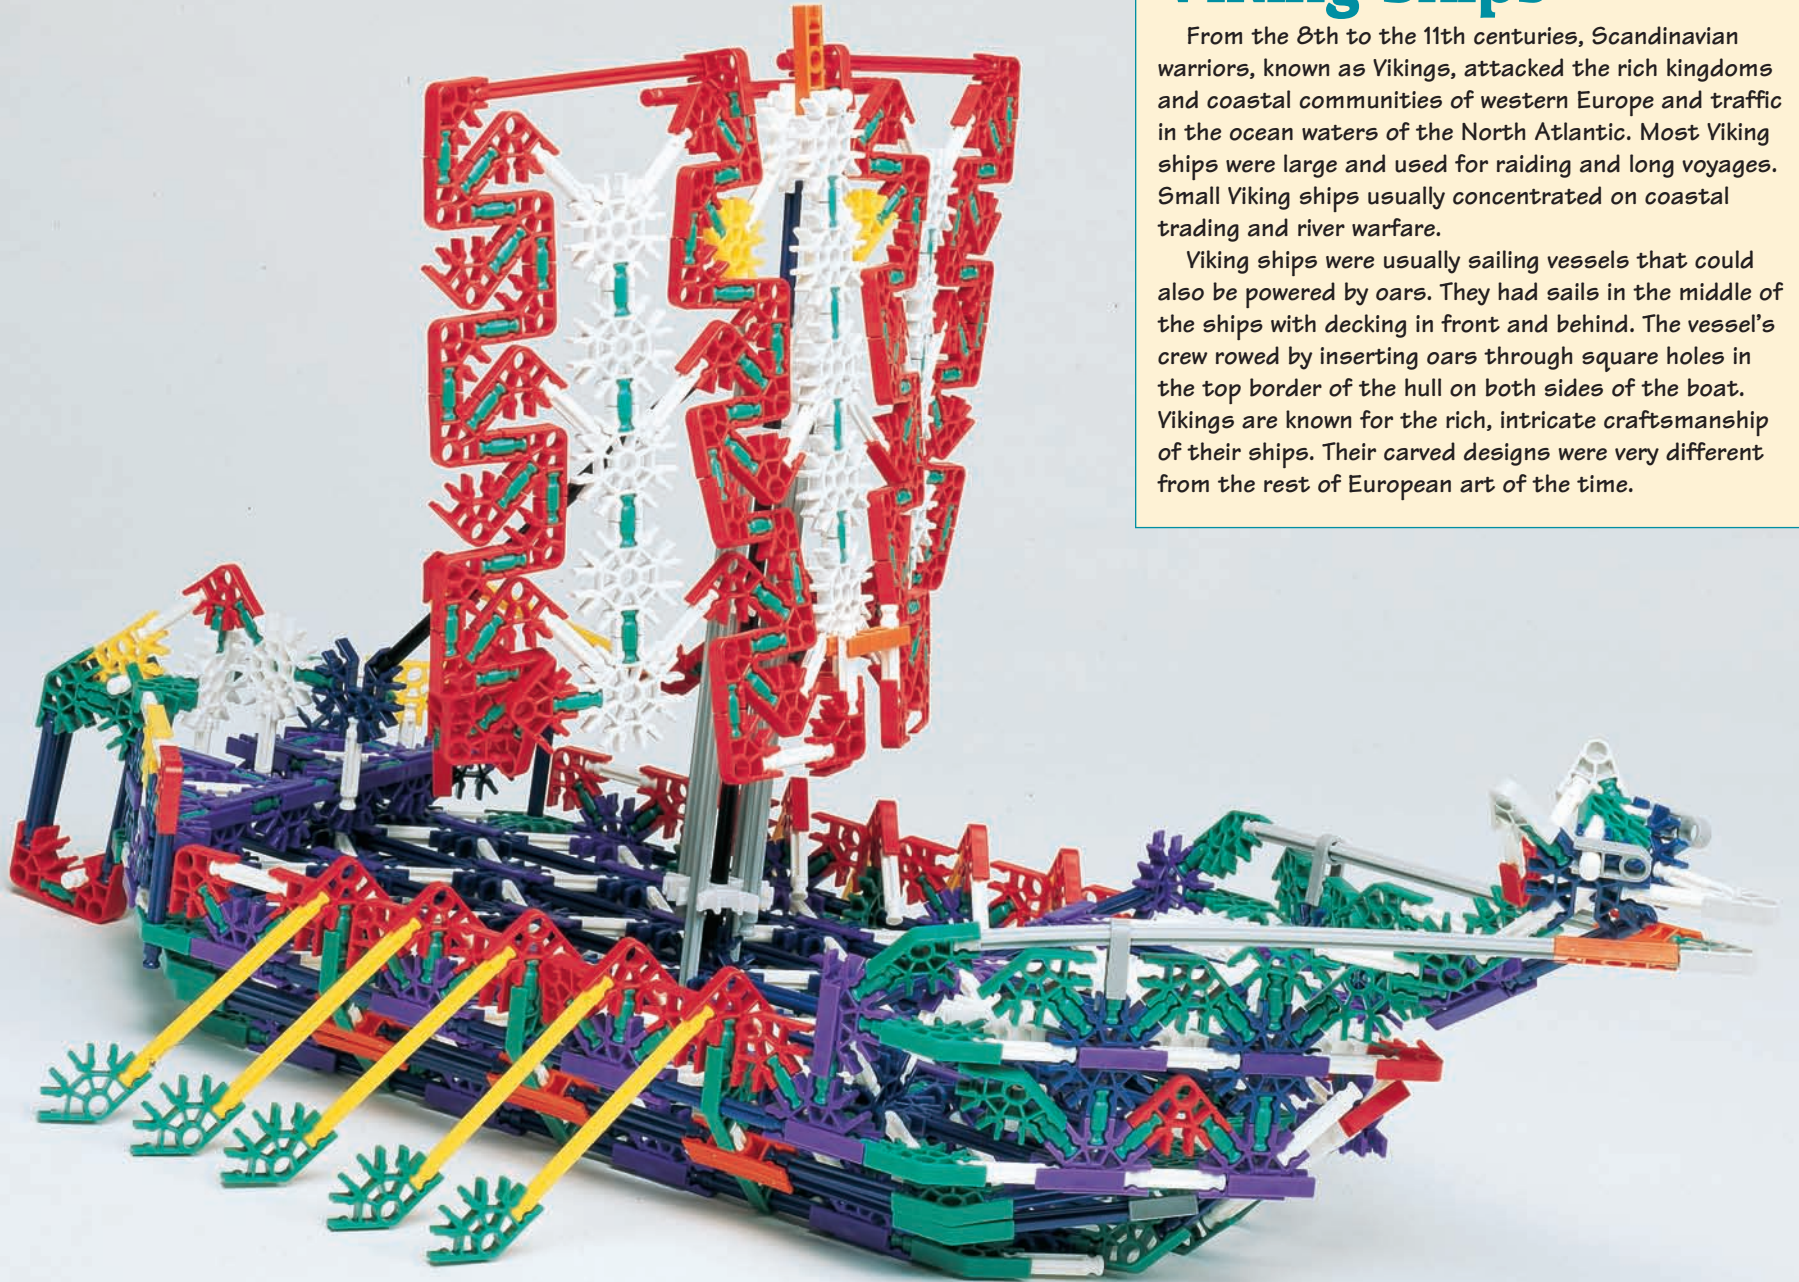 Viking Ships
From the 8th to the 11th centuries, Scandinavian
warriors, known as Vikings, attacked the rich kingdoms
and coastal communities of western Europe and traffic
in the ocean waters of the North Atlantic. Most Viking
ships were large and used for raiding and long voyages.
Small Viking ships usually concentrated on coastal
trading and river warfare.
Viking ships were usually sailing vessels that could
also be powered by oars. They had sails in the middle of
the ships with decking in front and behind. The vessel's
crew rowed by inserting oars through square holes in
the top border of the hull on both sides of the boat.
Vikings are known for the rich, intricate craftsmanship
of their ships. Their carved designs were very different
from the rest of European art of the time.